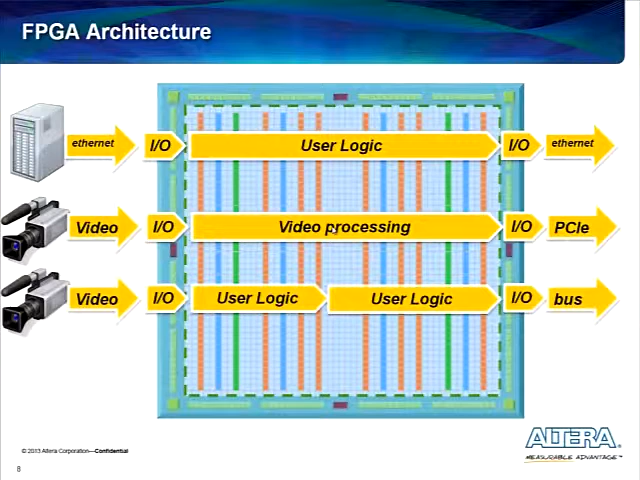 FPGA Architecture
ethernet I/O User Logic I/O ethernet
Video I/O Video processing I/O PCIe
Video I/O User Logic User Logic I/O bus
© 2013 Altera Corporation—Confidential
ALTERA®
MEASURABLE ADVANTAGE™
8